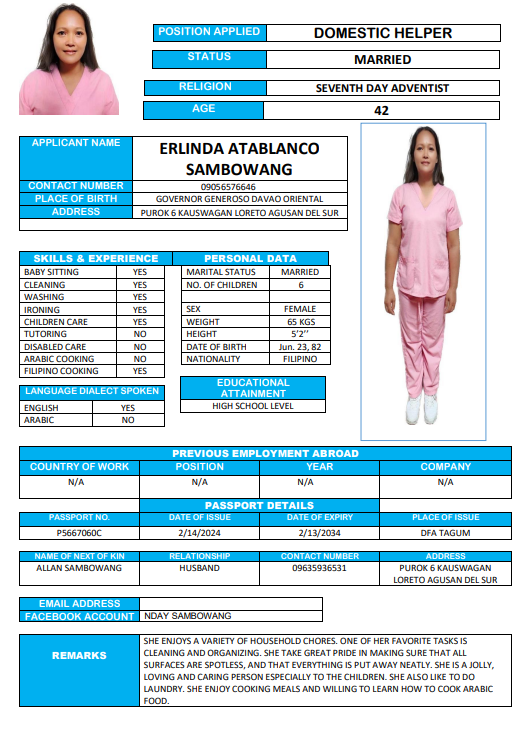 POSITION APPLIED DOMESTIC HELPER
STATUS MARRIED
RELIGION SEVENTH DAY ADVENTIST
AGE 42
APPLICANT NAME ERLINDA ATABLANCO
SAMBOWANG
CONTACT NUMBER 09056576646
PLACE OF BIRTH GOVERNOR GENEROSO DAVAO ORIENTAL
ADDRESS PUROK 6 KAUSWAGAN LORETO AGUSAN DEL SUR
SKILLS & EXPERIENCE
BABY SITTING YES
CLEANING YES
WASHING YES
IRONING YES
CHILDREN CARE YES
TUTORING NO
DISABLED CARE NO
ARABIC COOKING NO
FILIPINO COOKING YES
PERSONAL DATA
MARITAL STATUS MARRIED
NO. OF CHILDREN 6
SEX FEMALE
WEIGHT 65 KGS
HEIGHT 5’2’’
DATE OF BIRTH Jun. 23, 82
NATIONALITY FILIPINO
LANGUAGE DIALECT SPOKEN
ENGLISH YES
ARABIC NO
EDUCATIONAL
ATTAINMENT
HIGH SCHOOL LEVEL
PREVIOUS EMPLOYMENT ABROAD
COUNTRY OF WORK POSITION YEAR COMPANY
N/A N/A N/A N/A
PASSPORT DETAILS
PASSPORT NO. DATE OF ISSUE DATE OF EXPIRY PLACE OF ISSUE
P5667060C 2/14/2024 2/13/2034 DFA TAGUM
NAME OF NEXT OF KIN RELATIONSHIP CONTACT NUMBER ADDRESS
ALLAN SAMBOWANG HUSBAND 09635936531 PUROK 6 KAUSWAGAN
LORETO AGUSAN DEL SUR
EMAIL ADDRESS
FACEBOOK ACCOUNT NDAY SAMBOWANG
REMARKS
SHE ENJOYS A VARIETY OF HOUSEHOLD CHORES. ONE OF HER FAVORITE TASKS IS
CLEANING AND ORGANIZING. SHE TAKE GREAT PRIDE IN MAKING SURE THAT ALL
SURFACES ARE SPOTLESS, AND THAT EVERYTHING IS PUT AWAY NEATLY. SHE IS A JOLLY,
LOVING AND CARING PERSON ESPECIALLY TO THE CHILDREN. SHE ALSO LIKE TO DO
LAUNDRY. SHE ENJOY COOKING MEALS AND WILLING TO LEARN HOW TO COOK ARABIC
FOOD.